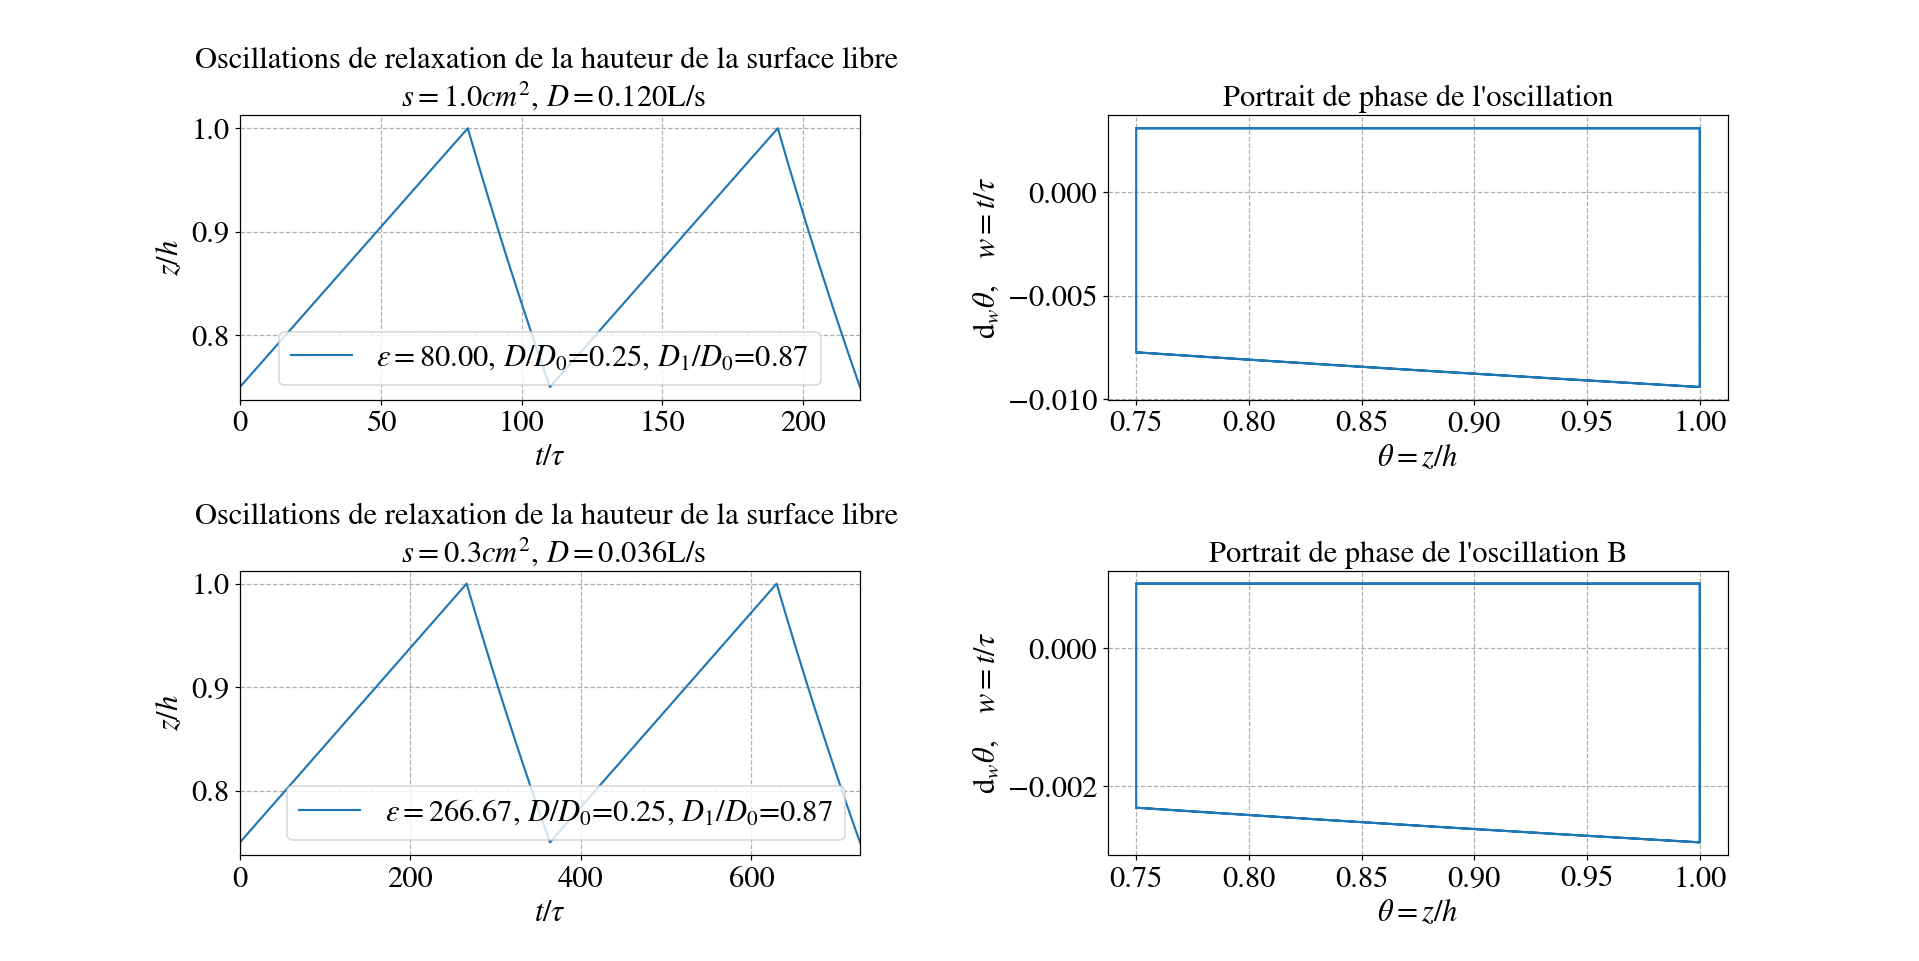 Oscillations de relaxation de la hauteur de la surface libre
s = 1.0cm², D = 0.120L/s
1.0
0.9
0.8
z/h
ε = 80.00, D/D₀=0.25, D₁/D₀=0.87
0 50 100 150 200
t/τ
Portrait de phase de l'oscillation
0.000
−0.005
−0.010
d_wθ, w = t/τ
0.75 0.80 0.85 0.90 0.95 1.00
θ = z/h
Oscillations de relaxation de la hauteur de la surface libre
s = 0.3cm², D = 0.036L/s
1.0
0.9
0.8
z/h
ε = 266.67, D/D₀=0.25, D₁/D₀=0.87
0 200 400 600
t/τ
Portrait de phase de l'oscillation B
0.000
−0.002
d_wθ, w = t/τ
0.75 0.80 0.85 0.90 0.95 1.00
θ = z/h